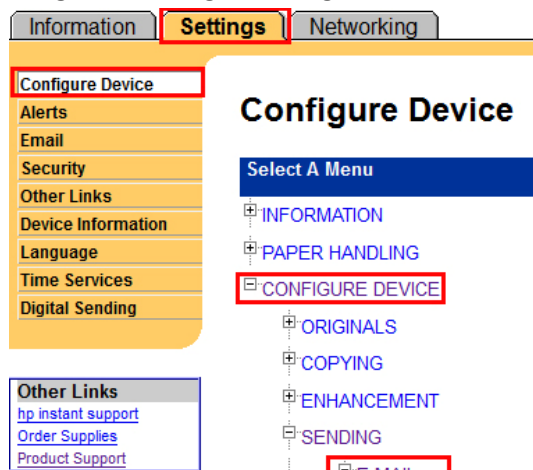 Information Settings Networking
Configure Device
Alerts
Email
Security
Other Links
Device Information
Language
Time Services
Digital Sending
Other Links
hp instant support
Order Supplies
Product Support
Configure Device
Select A Menu
INFORMATION
PAPER HANDLING
CONFIGURE DEVICE
ORIGINALS
COPYING
ENHANCEMENT
SENDING
E-MAIL